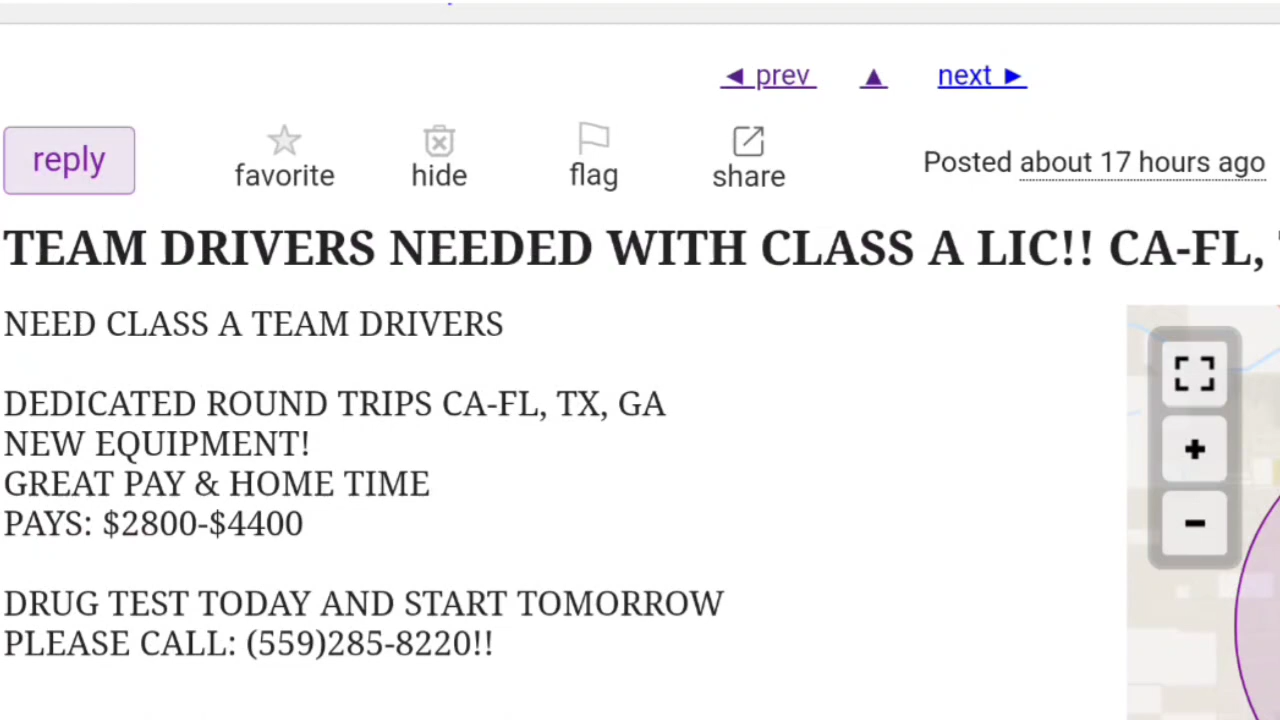 ◄ prev ▲ next ►
reply favorite hide flag share Posted about 17 hours ago
TEAM DRIVERS NEEDED WITH CLASS A LIC!! CA-FL,
NEED CLASS A TEAM DRIVERS
DEDICATED ROUND TRIPS CA-FL, TX, GA
NEW EQUIPMENT!
GREAT PAY & HOME TIME
PAYS: $2800-$4400
DRUG TEST TODAY AND START TOMORROW
PLEASE CALL: (559)285-8220!!
+
-